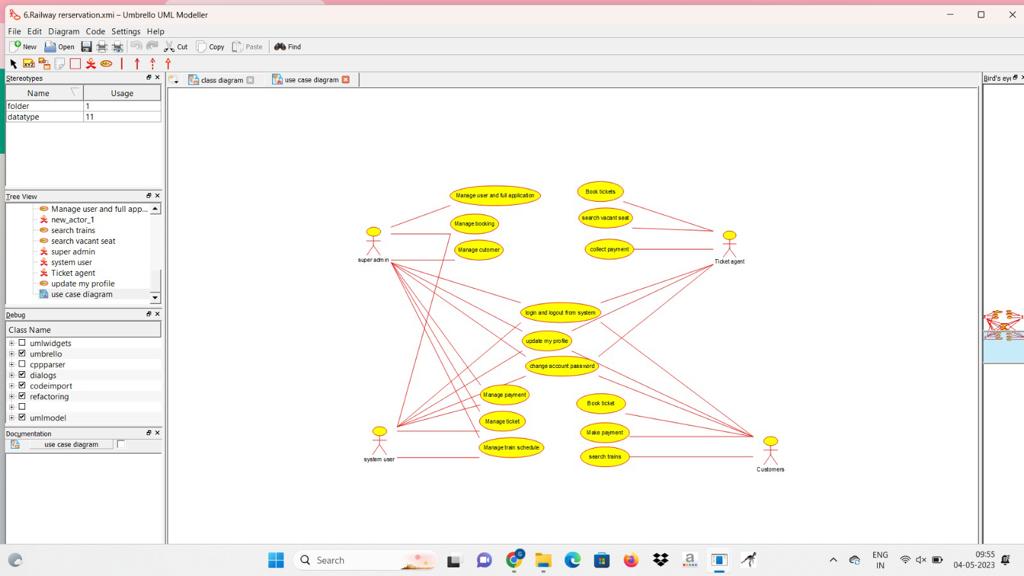 6.Railway rerservation.xmi – Umbrello UML Modeller
File Edit View Diagram Code Settings Help
New Open Cut Copy Paste Find
Stereotypes
Name Usage
folder 1
datatype 11
class diagram use case diagram
Bird's eye
Tree View
Manage user and full app...
new_actor_1
search trains
search vacant seat
super admin
system user
Ticket agent
update my profile
use case diagram
Debug
Class Name
umlwidgets
umbrello
cppparser
dialogs
codeimport
refactoring
umlmodel
Documentation
use case diagram
Manage user and full application
Manage booking
Manage cutomer
super admin
Book tickets
search vacant seat
collect payment
Ticket agent
login and logout from system
update my profile
change account password
Manage payment
Manage ticket
Manage train schedule
system user
Book ticket
Make payment
search trains
Customers
Search
ENG
IN
09:55
04-05-2023